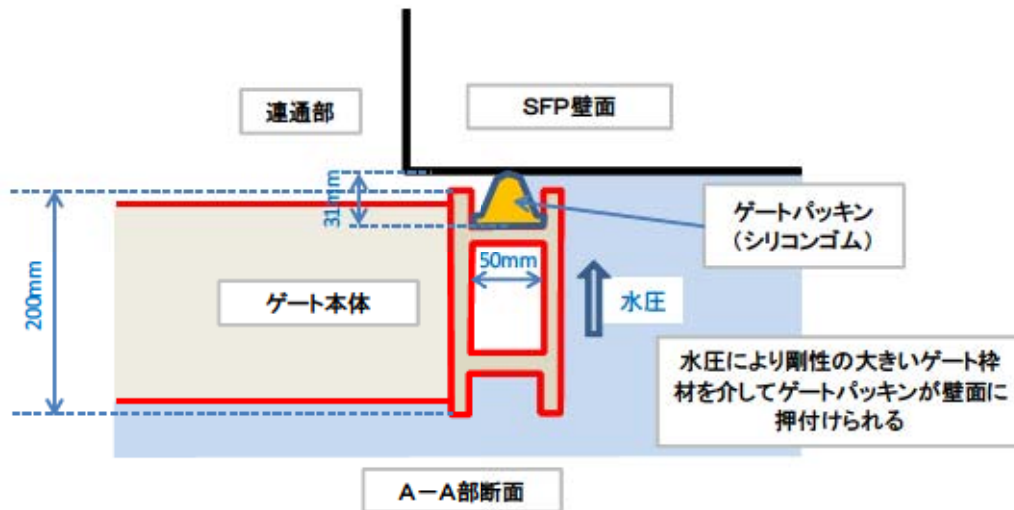 連通部
SFP壁面
31mm
200mm
ゲートパッキン
（シリコンゴム）
50mm
ゲート本体
水圧
水圧により剛性の大きいゲート枠
材を介してゲートパッキンが壁面に
押付けられる
A－A部断面